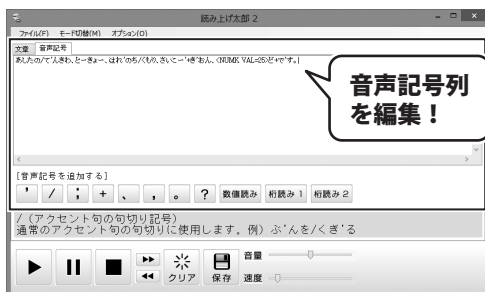 読み上げ太郎 2
ファイル(F) モード切替(M) オプション(O)
文章 音声記号
あしたの/て'んきわ、とーきょー、はれ'のち/くもり、さいこー'+き'おん、<NUMK VAL=25>ど+で'す。
音声記号列
を編集！
[音声記号を追加する]
' / ; + 、 , 。 ? 数値読み 桁読み1 桁読み2
/ (アクセント句の句切り記号)
通常のアクセント句の句切りに使用します。例）ぶ'んを/くぎ'る
クリア 保存 音量
速度